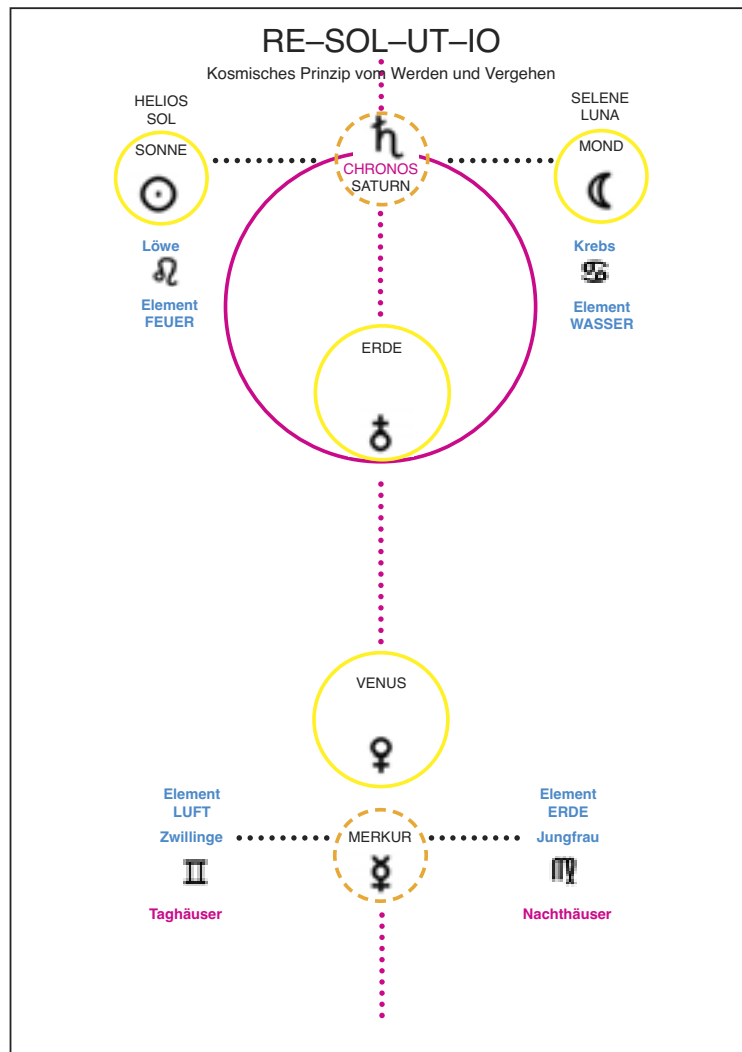 RE–SOL–UT–IO
Kosmisches Prinzip vom Werden und Vergehen
HELIOS
SOL
SONNE
SELENE
LUNA
MOND
CHRONOS
SATURN
Löwe
Element
FEUER
Krebs
Element
WASSER
ERDE
VENUS
Element
LUFT
Zwillinge
MERKUR
Element
ERDE
Jungfrau
Taghäuser
Nachthäuser